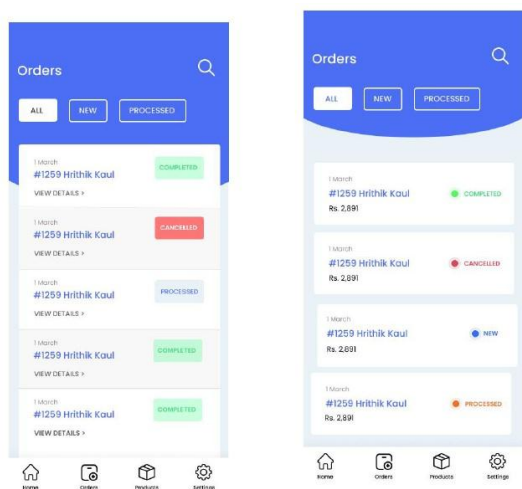 Orders
ALL NEW PROCESSED
1 March
#1259 Hrithik Kaul
COMPLETED
VIEW DETAILS >
1 March
#1259 Hrithik Kaul
CANCELLED
VIEW DETAILS >
1 March
#1259 Hrithik Kaul
PROCESSED
VIEW DETAILS >
1 March
#1259 Hrithik Kaul
COMPLETED
VIEW DETAILS >
1 March
#1259 Hrithik Kaul
COMPLETED
VIEW DETAILS >
Home Orders Products Settings
Orders
ALL NEW PROCESSED
1 March
#1259 Hrithik Kaul
COMPLETED
Rs. 2,891
1 March
#1259 Hrithik Kaul
CANCELLED
Rs. 2,891
1 March
#1259 Hrithik Kaul
NEW
Rs. 2,891
1 March
#1259 Hrithik Kaul
PROCESSED
Rs. 2,891
Home Orders Products Settings